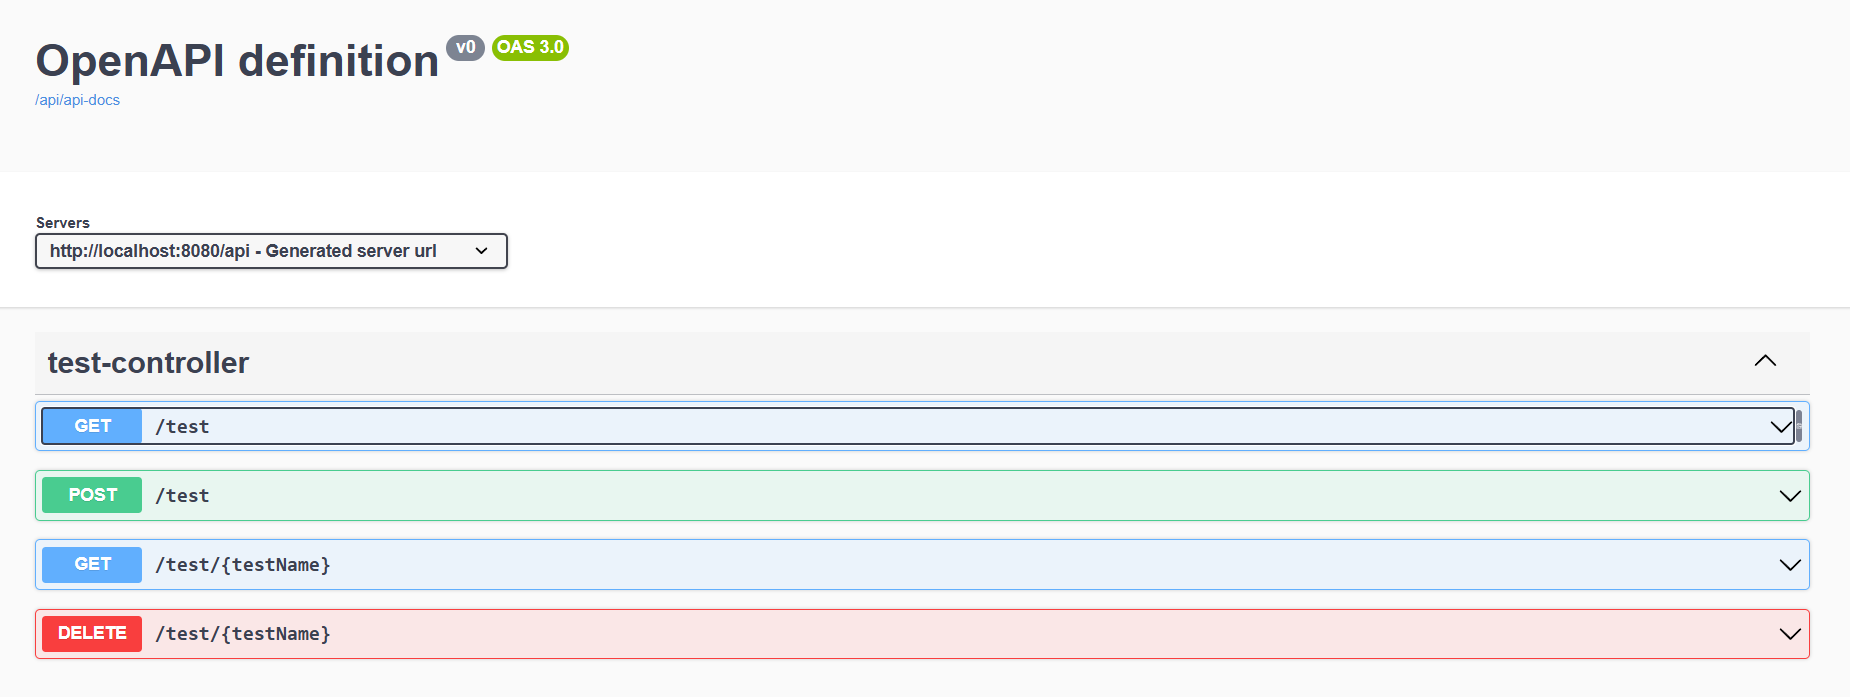 OpenAPI definition v0 OAS 3.0
/api/api-docs
Servers
http://localhost:8080/api - Generated server url
test-controller
GET /test
POST /test
GET /test/{testName}
DELETE /test/{testName}